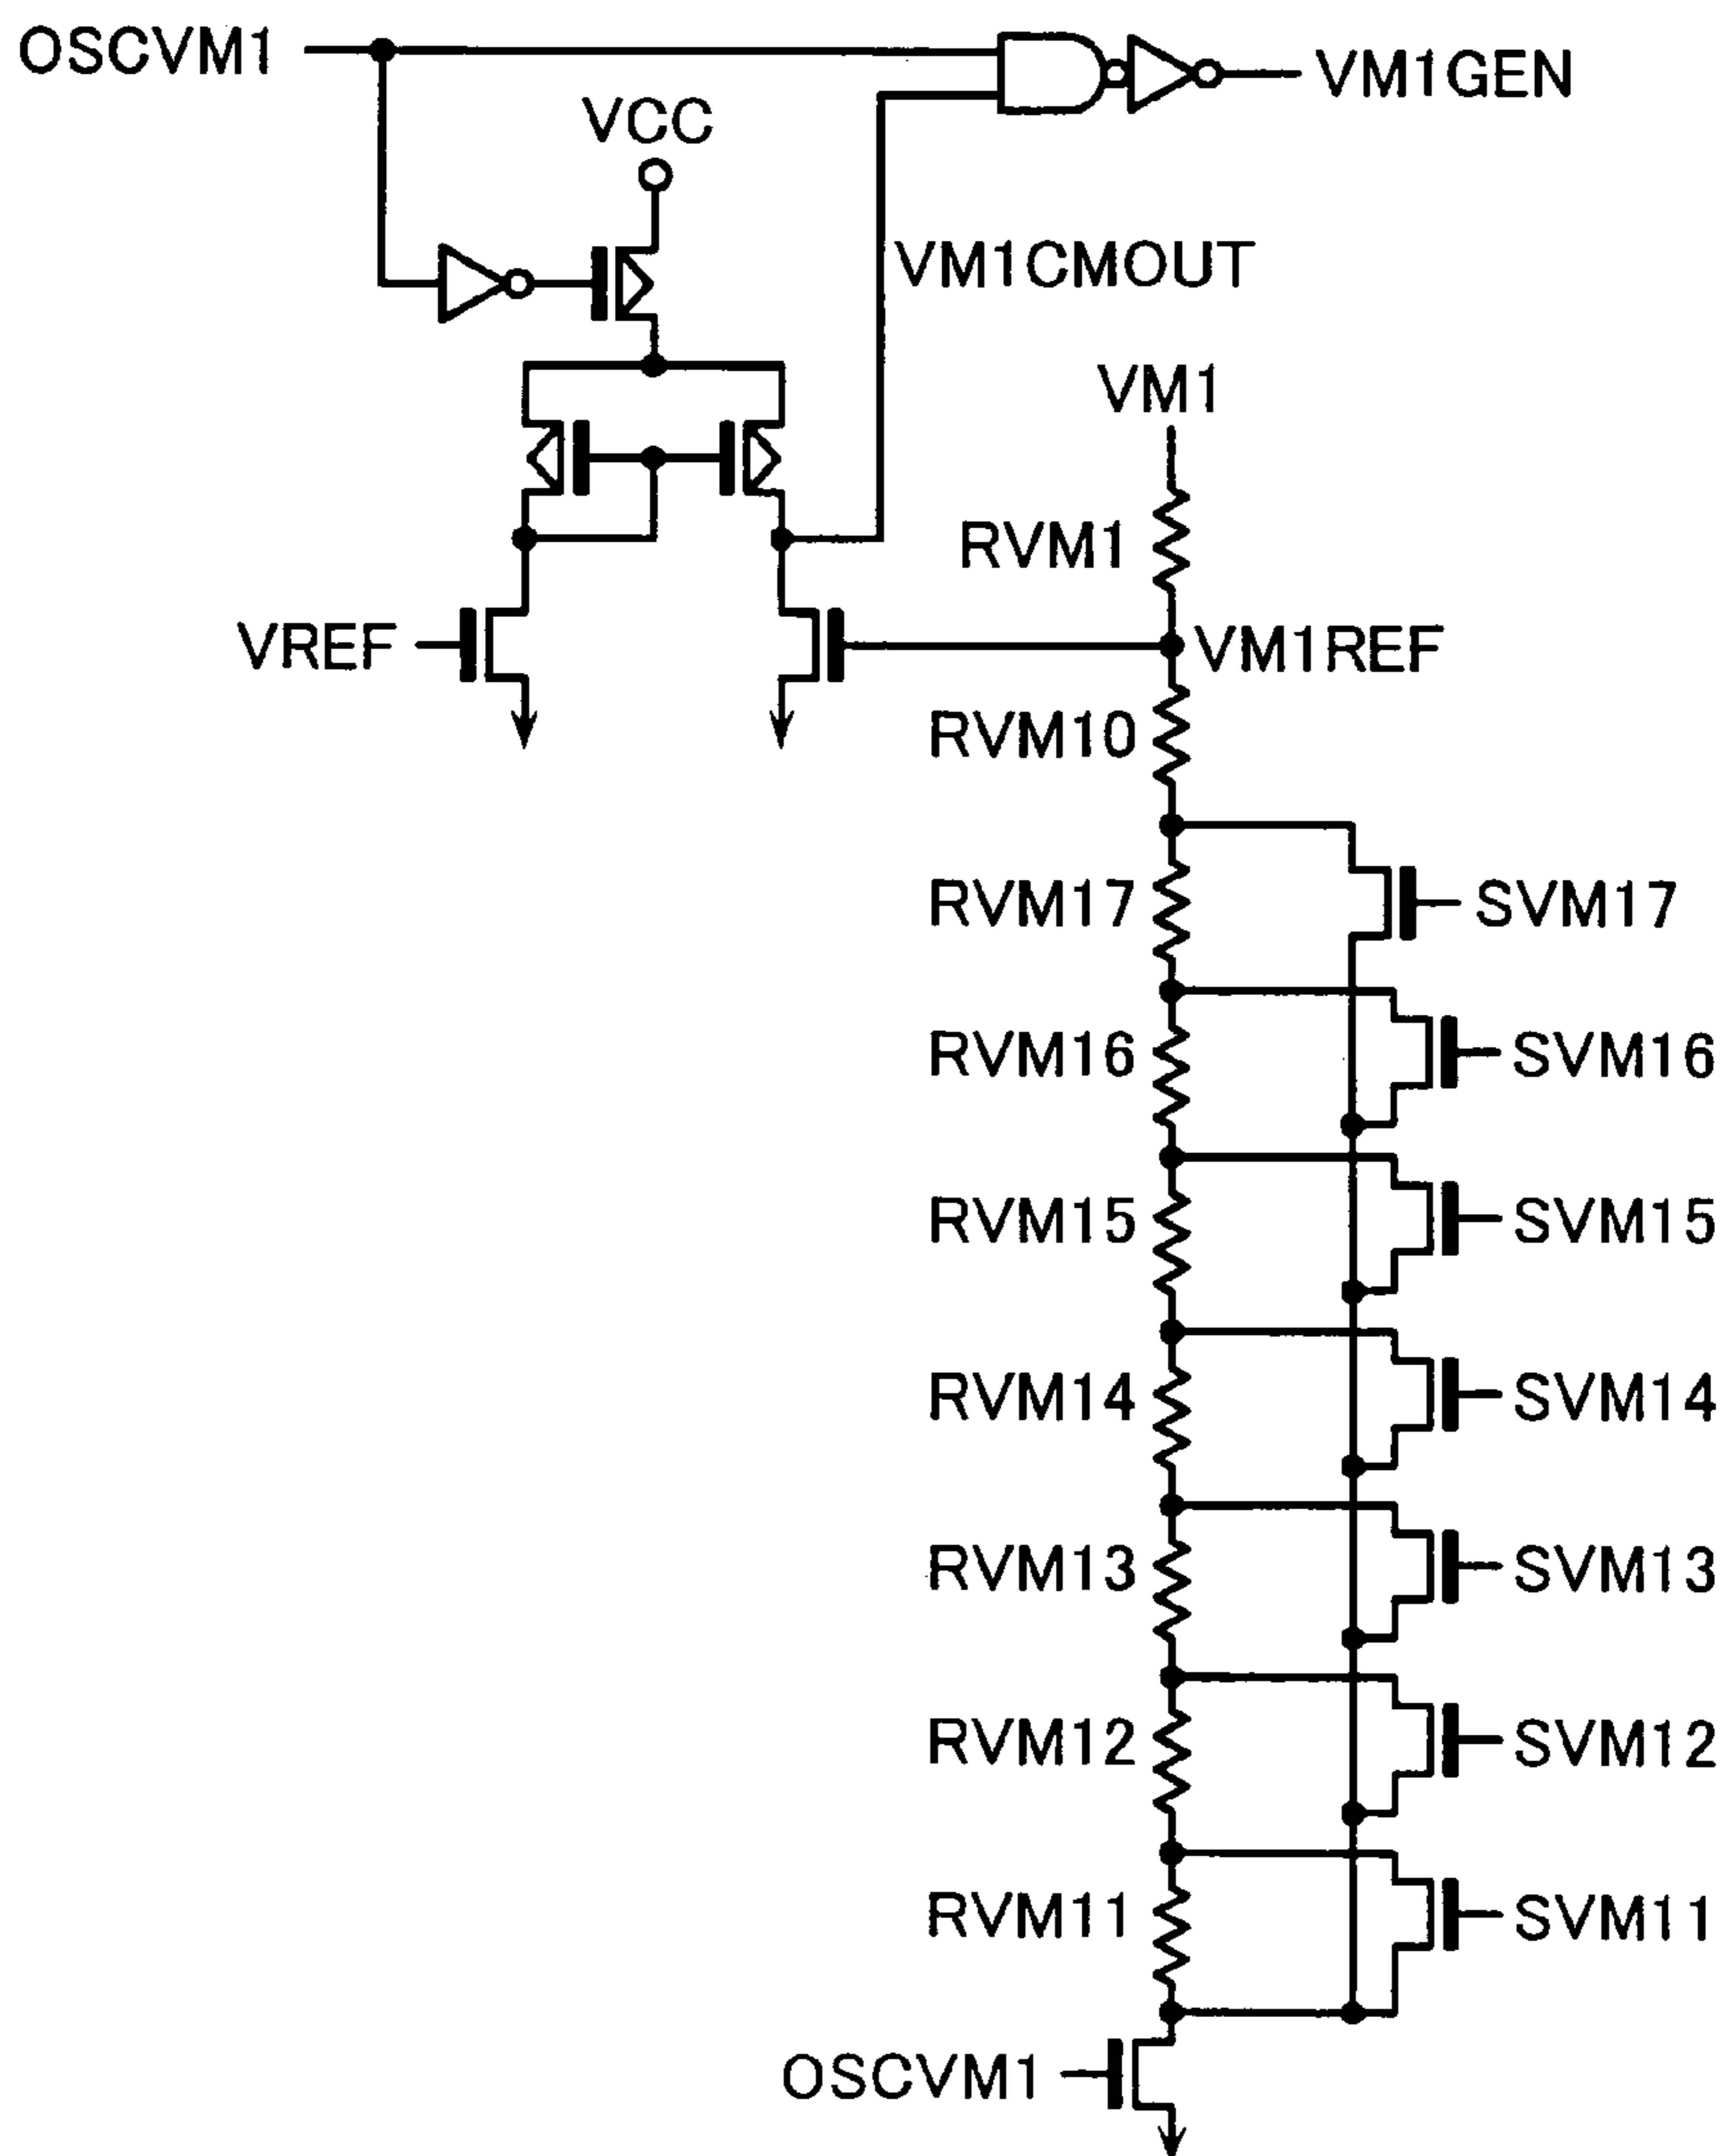 OSCVM1
VM1GEN
VCC
VM1CMOUT
VM1
RVM1
VREF
VM1REF
RVM10
RVM17
SVM17
RVM16
SVM16
RVM15
SVM15
RVM14
SVM14
RVM13
SVM13
RVM12
SVM12
RVM11
SVM11
OSCVM1